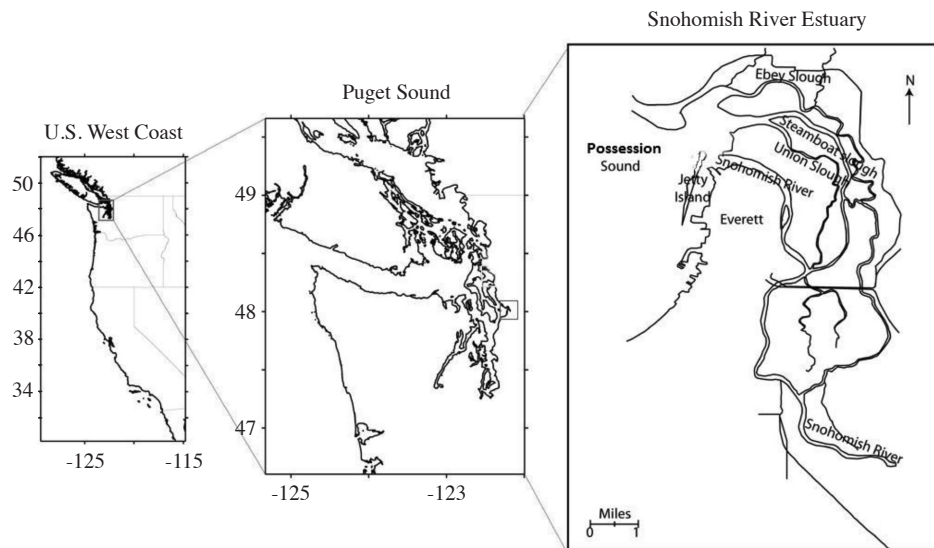 Snohomish River Estuary
Puget Sound
U.S. West Coast
50
46
42
38
34
-125
-115
49
48
47
-125
-123
Ebey Slough
N
Steamboat Slough
Union Slough
Possession
Sound
Snohomish River
Jetty
Island
Everett
Snohomish River
Miles
0 1